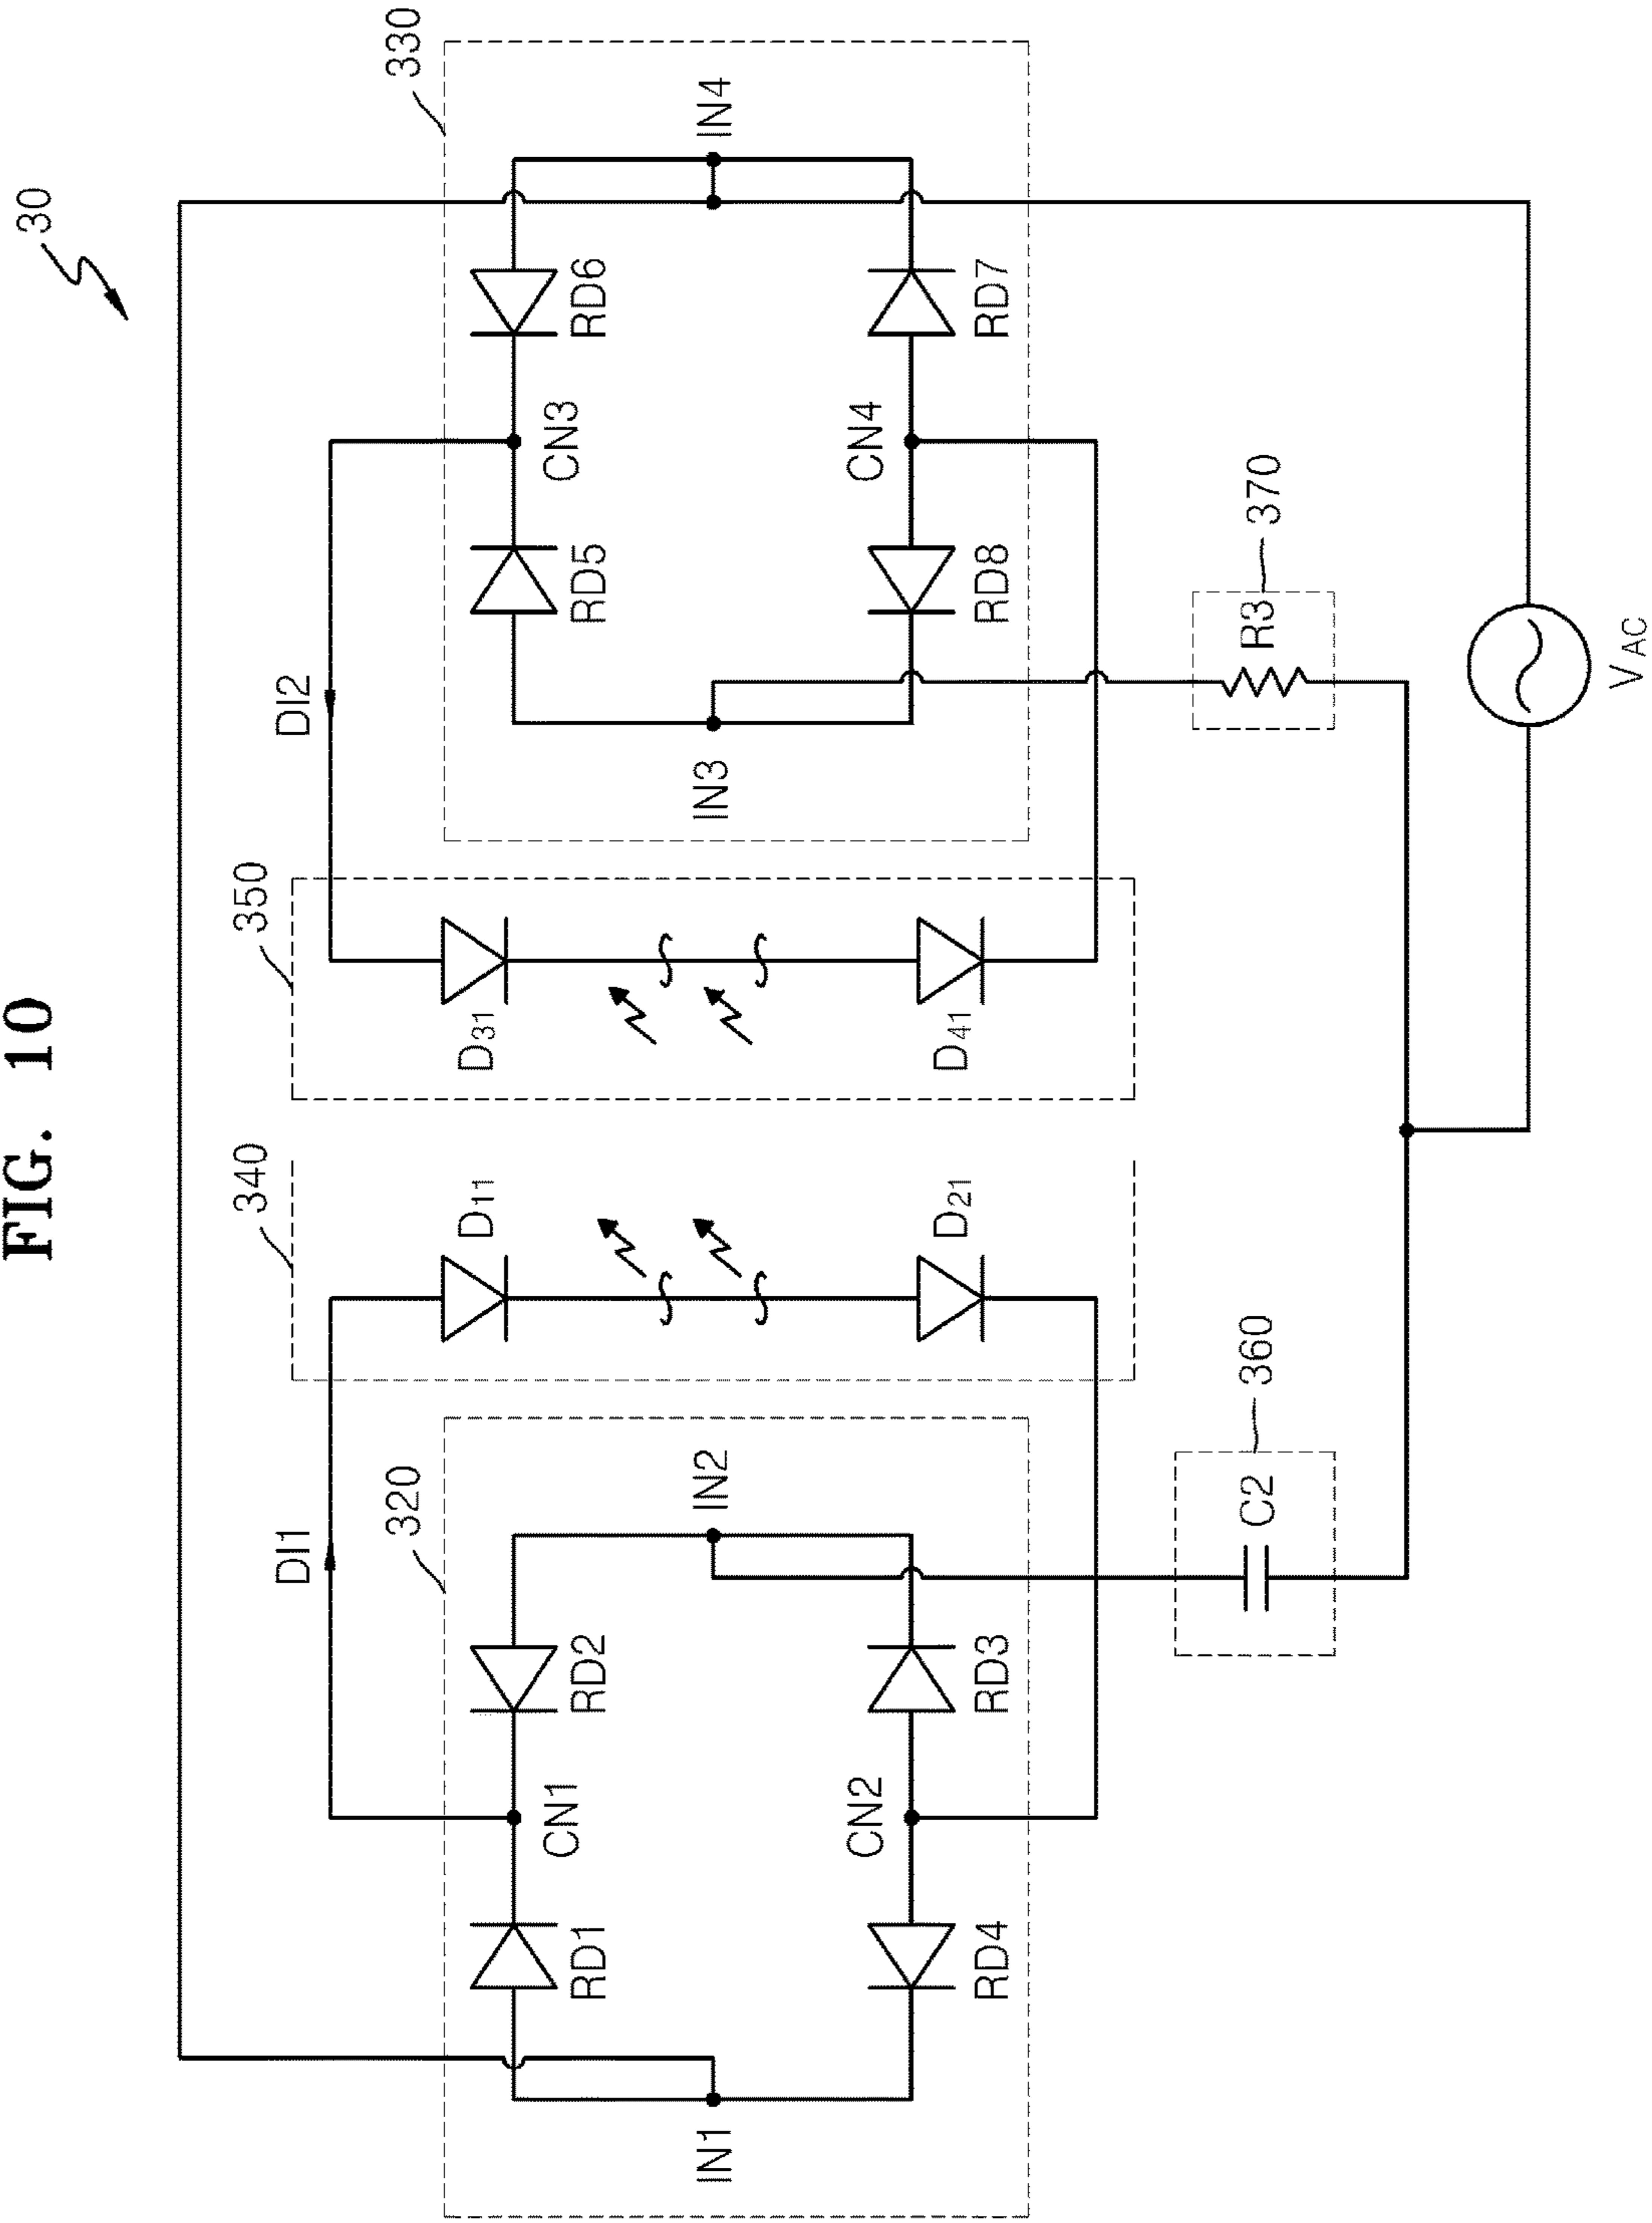 FIG. 10
30
DI1
DI2
320
340
350
330
RD1
CN1
RD2
D₁₁
D₃₁
RD5
CN3
RD6
IN1
IN2
IN3
IN4
RD4
CN2
RD3
D₂₁
D₄₁
RD8
CN4
RD7
C2
360
R3
370
V_AC